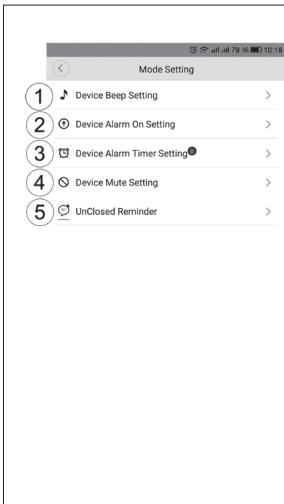 79 % 10:18
Mode Setting
1 Device Beep Setting
2 Device Alarm On Setting
3 Device Alarm Timer Setting
4 Device Mute Setting
5 UnClosed Reminder